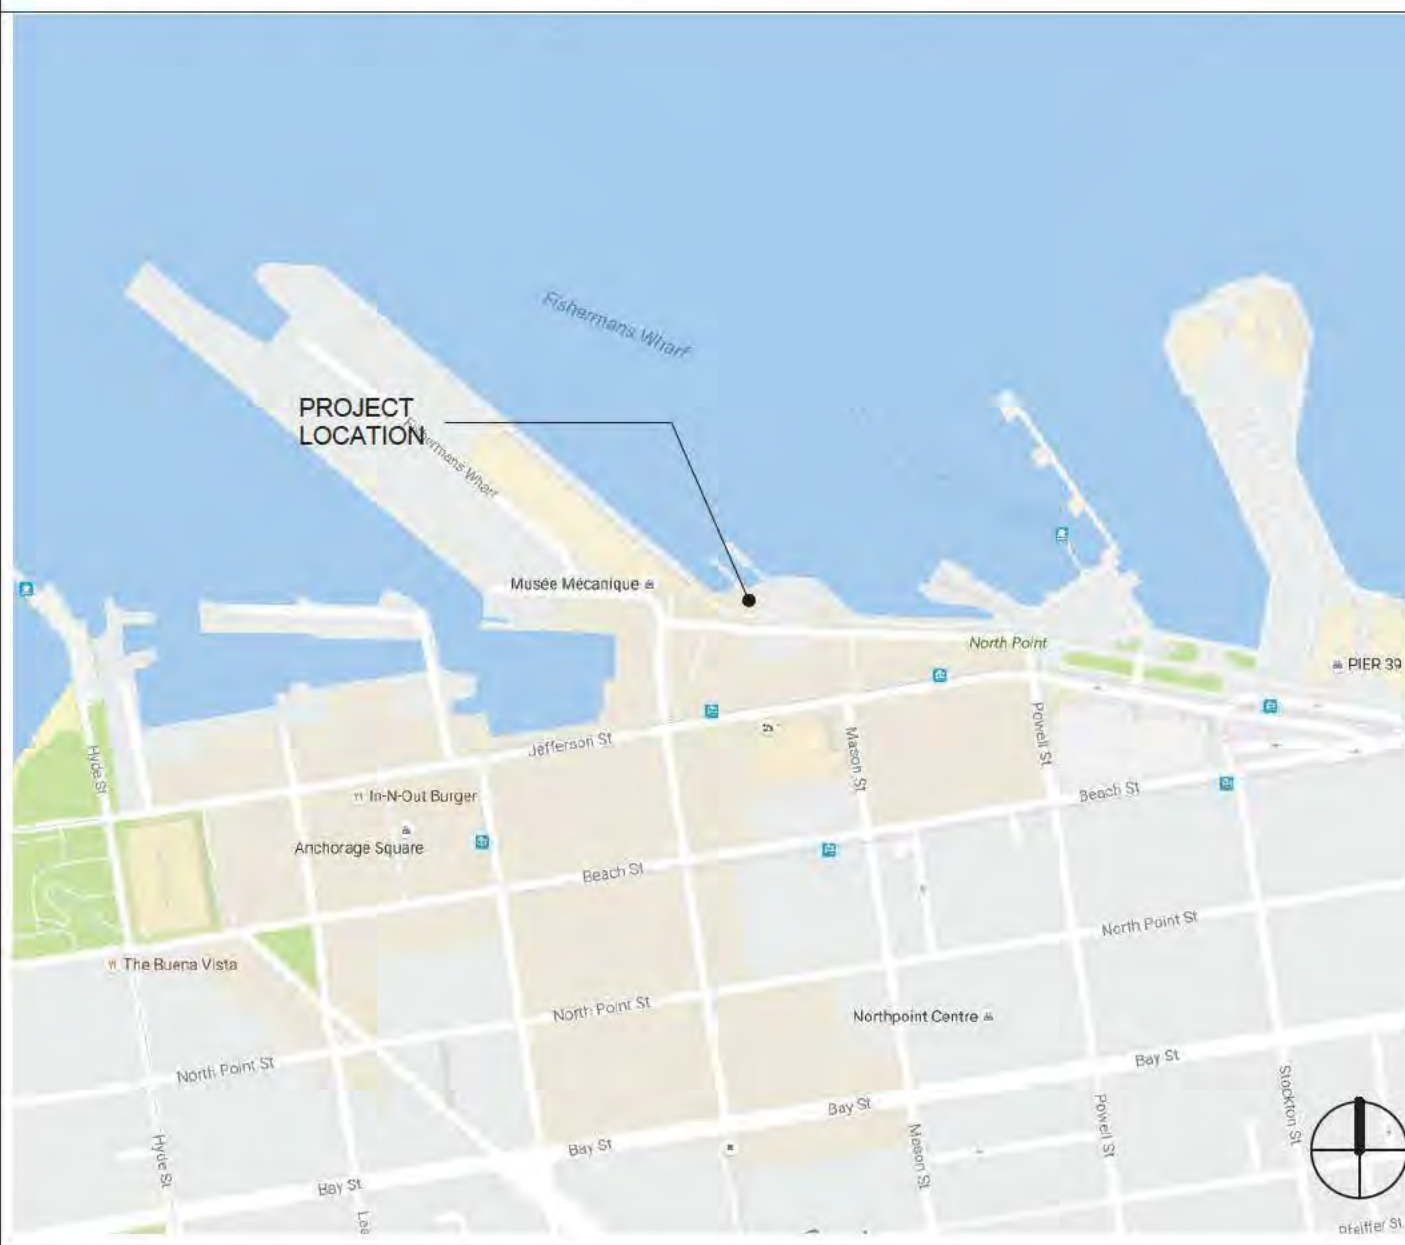 Fishermans Wharf
PROJECT
LOCATION
Fishermans Wharf
Musée Mécanique
North Point
PIER 39
Jefferson St
Hyde St
Mason St
Powell St
In-N-Out Burger
Beach St
Anchorage Square
Beach St
North Point St
The Buena Vista
North Point St
Northpoint Centre
North Point St
Bay St
Bay St
Stockton St
Powell St
Mason St
Bay St
Hyde St
Bay St
Pfeiffer St